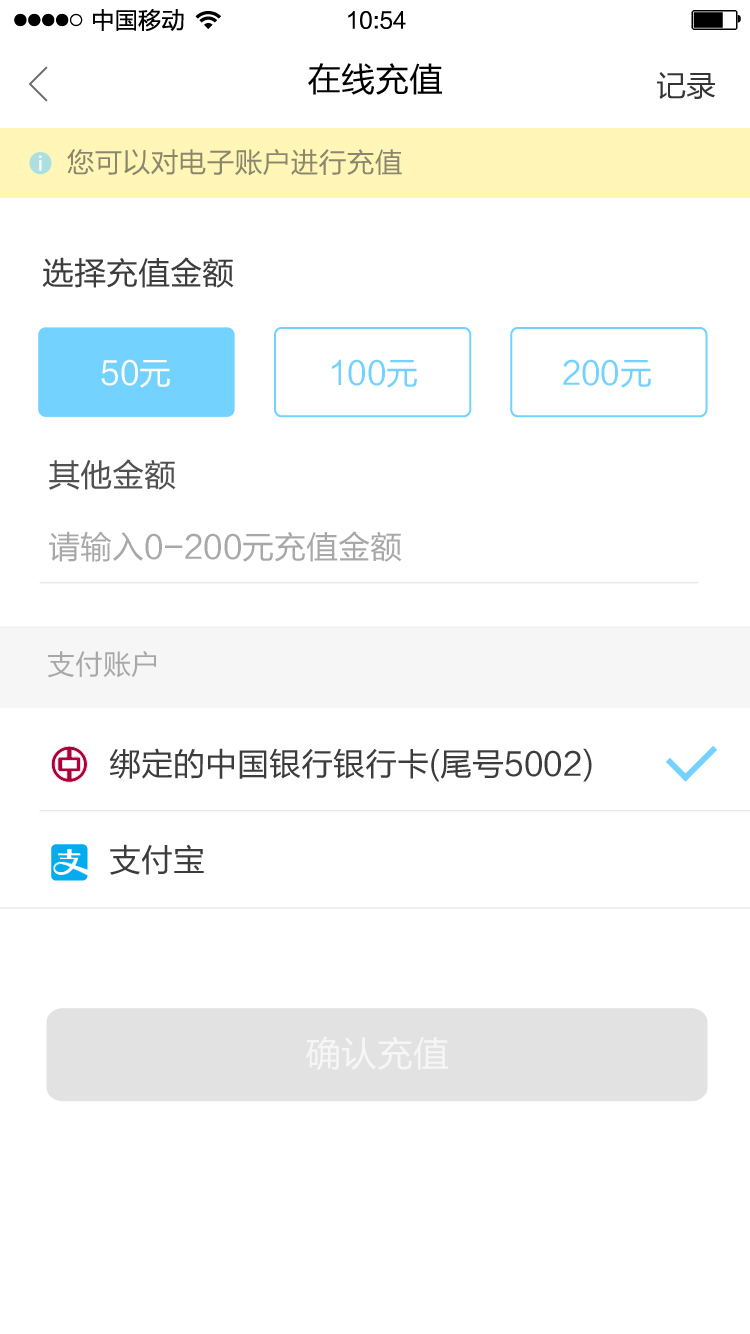 中国移动 10:54
在线充值 记录
您可以对电子账户进行充值
选择充值金额
50元 100元 200元
其他金额
请输入0-200元充值金额
支付账户
绑定的中国银行银行卡(尾号5002)
支 支付宝
确认充值